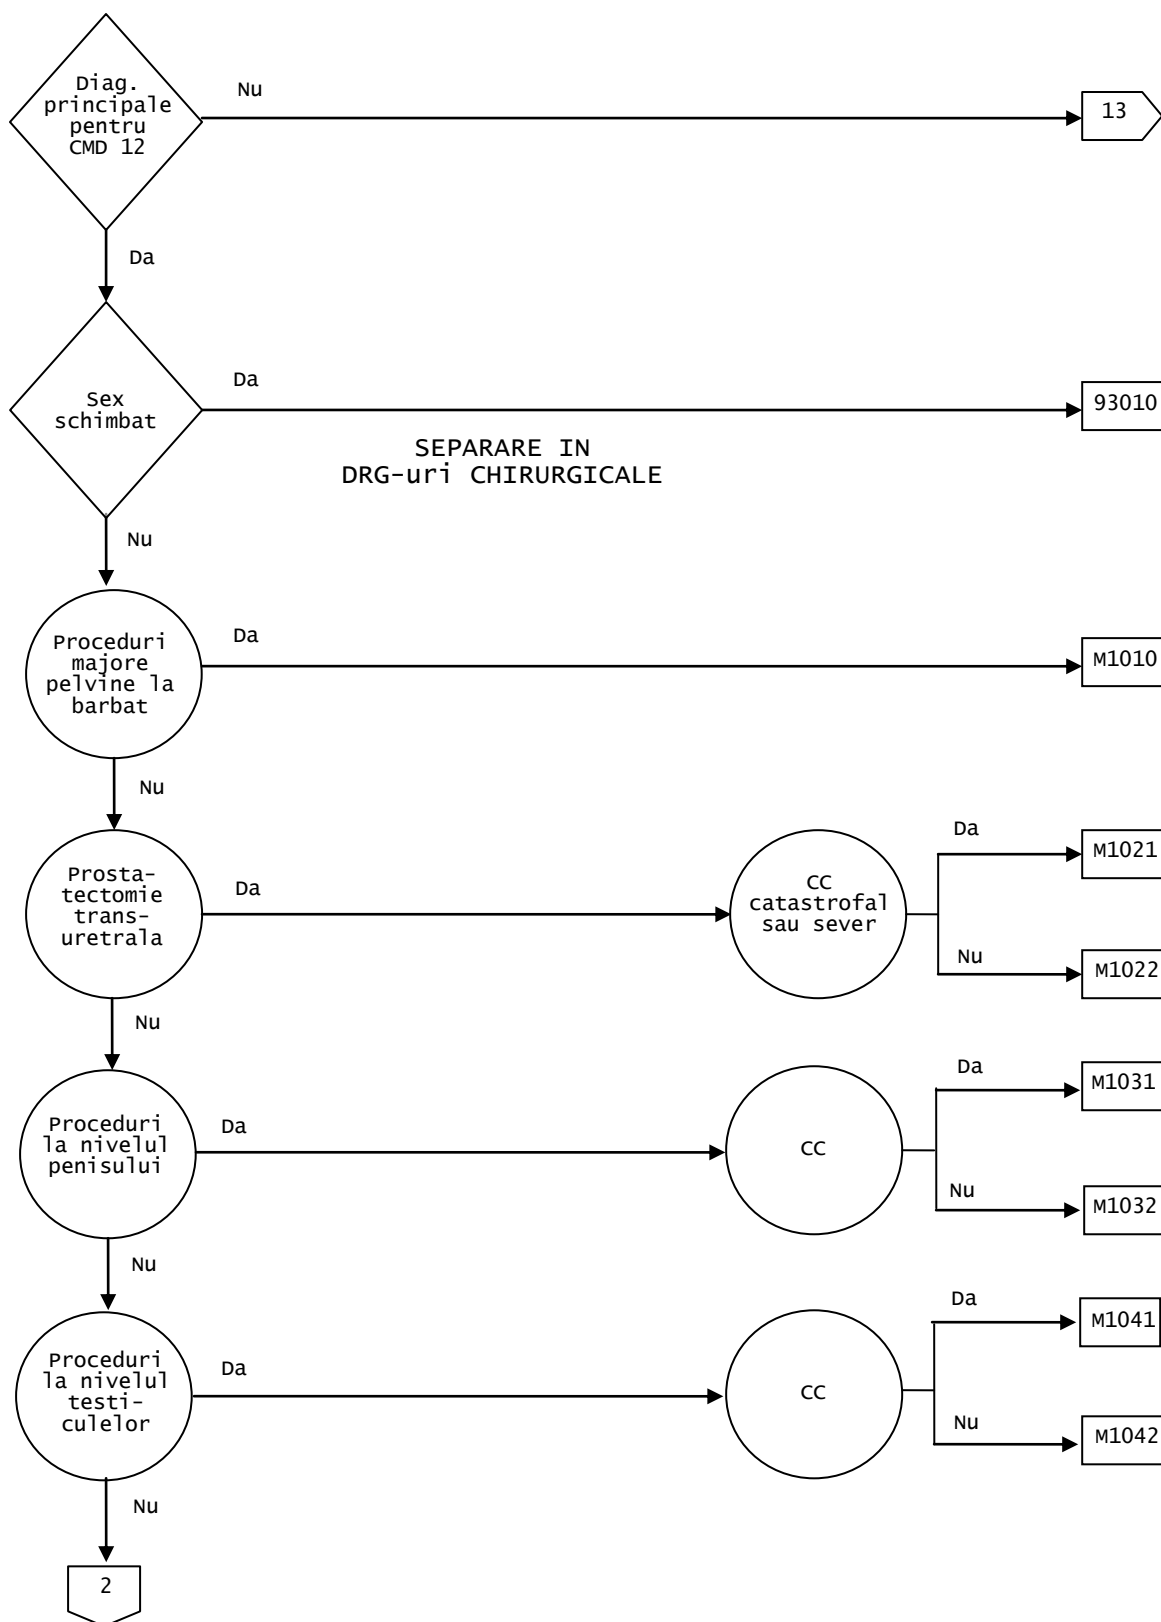 Diag.
principale
pentru
CMD 12
Nu
13
Da
Sex
schimbat
Da
93010
SEPARARE IN
DRG-uri CHIRURGICALE
Nu
Proceduri
majore
pelvine la
barbat
Da
M1010
Nu
Prosta-
tectomie
trans-
uretrala
Da
CC
catastrofal
sau sever
Da
M1021
Nu
M1022
Nu
Proceduri
la nivelul
penisului
Da
CC
Da
M1031
Nu
M1032
Nu
Proceduri
la nivelul
testi-
culelor
Da
CC
Da
M1041
Nu
M1042
Nu
2